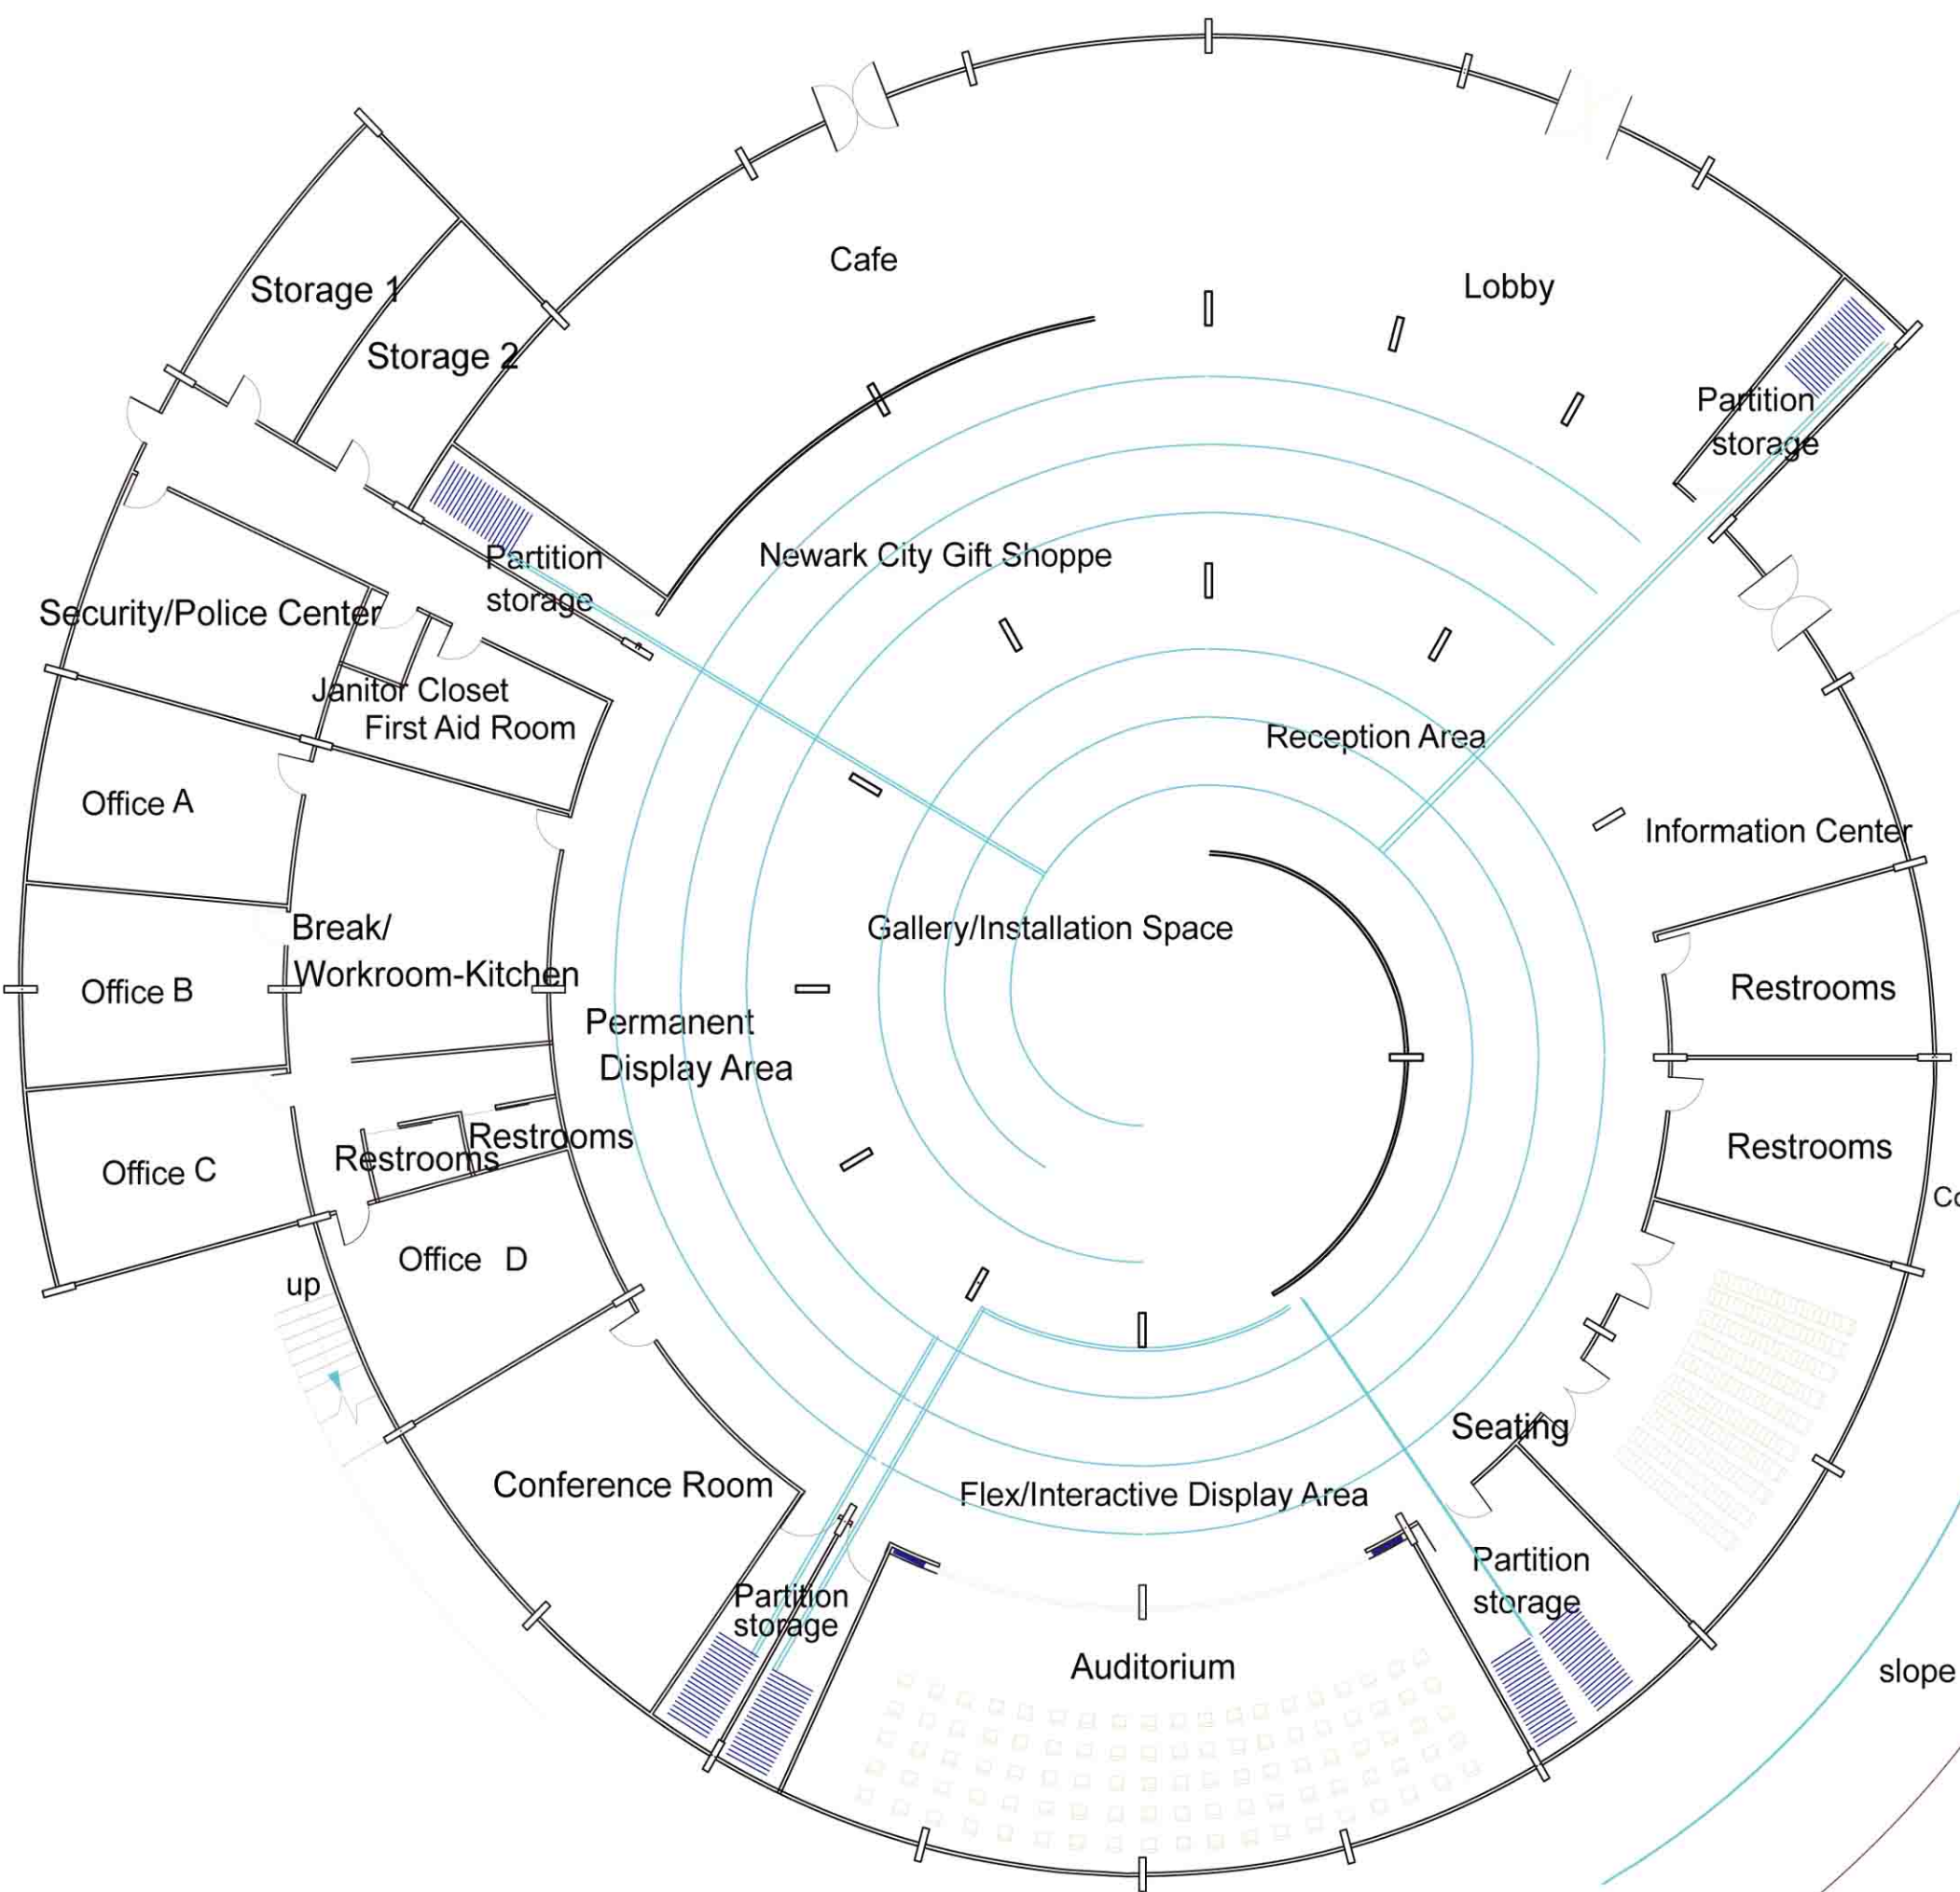 Cafe
Lobby
Storage 1
Storage 2
Partition
storage
Partition
storage
Newark City Gift Shoppe
Security/Police Center
Janitor Closet
First Aid Room
Reception Area
Office A
Information Center
Break/
Workroom-Kitchen
Gallery/Installation Space
Office B
Restrooms
Permanent
Display Area
Restrooms
Restrooms
Restrooms
Office C
Co
Office D
up
Seating
Conference Room
Flex/Interactive Display Area
Partition
storage
Partition
storage
Auditorium
slope